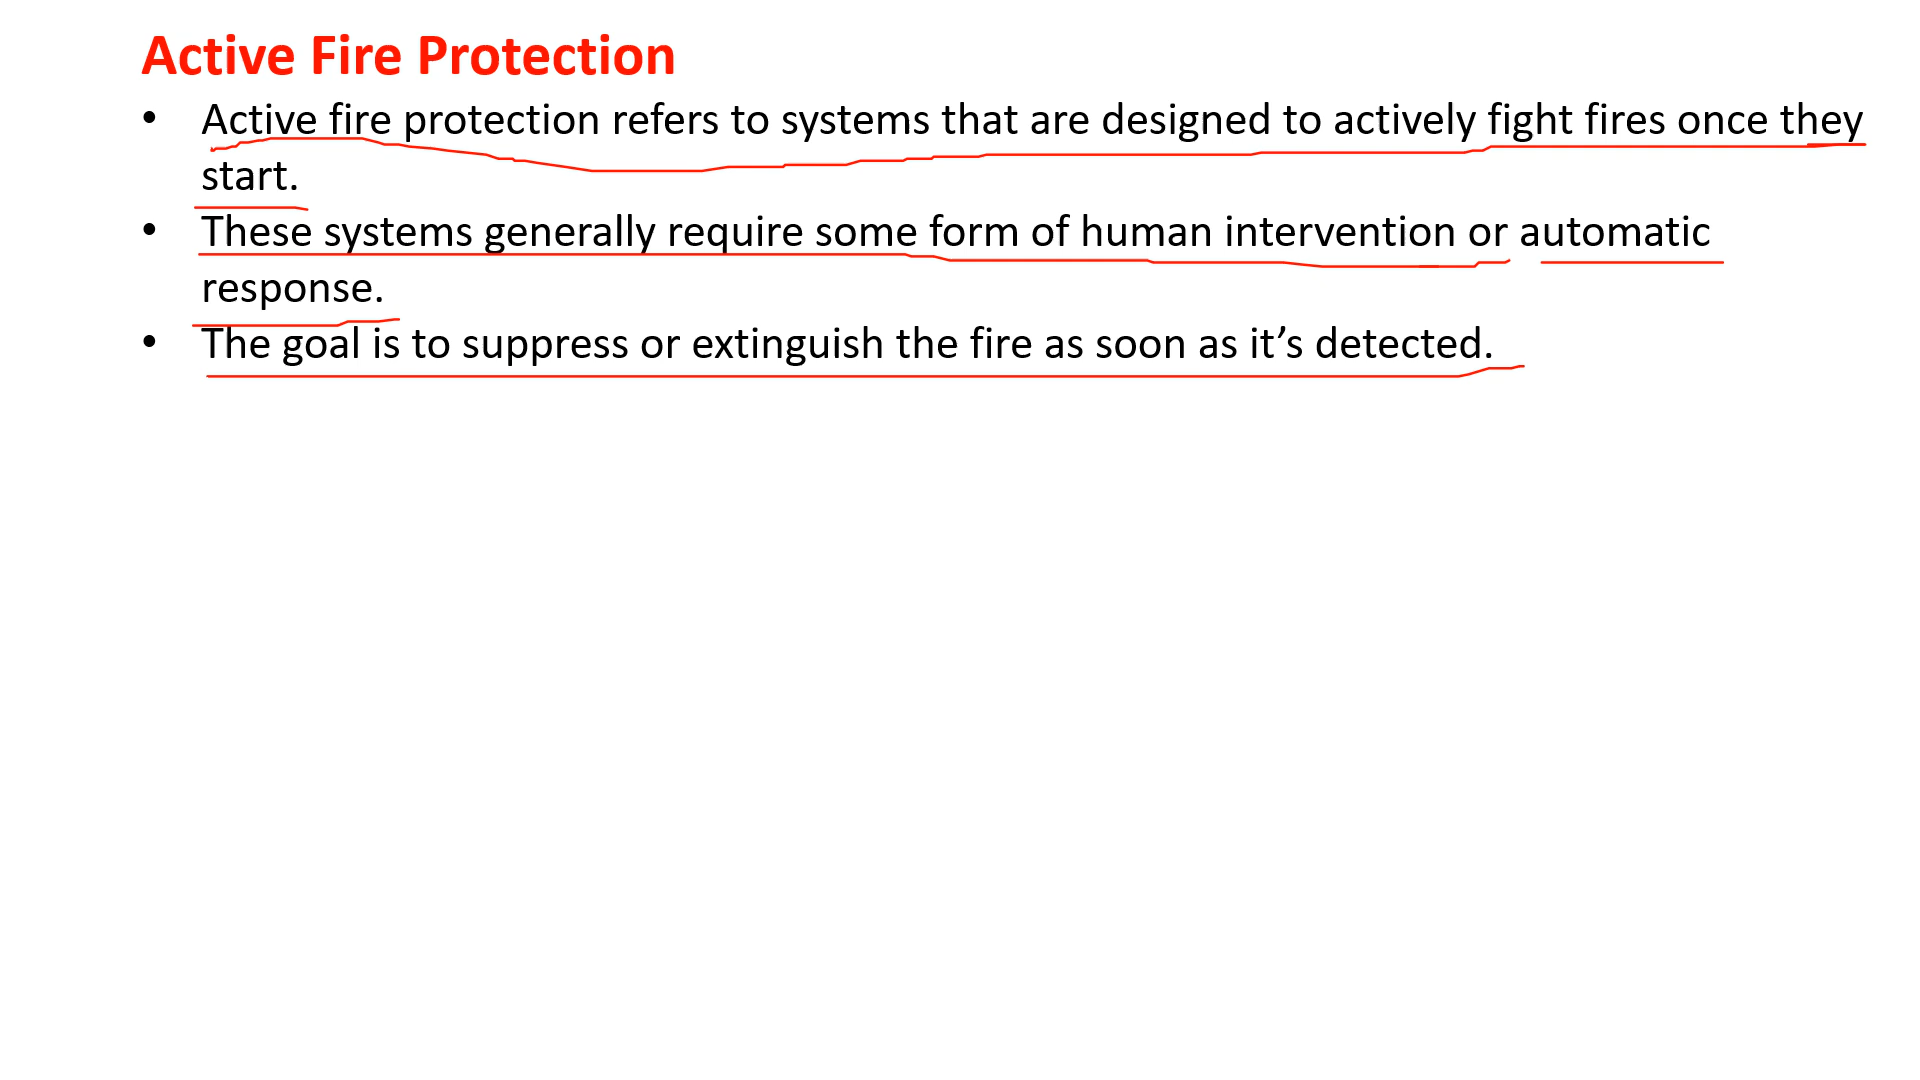 Active Fire Protection
• Active fire protection refers to systems that are designed to actively fight fires once they
start.
• These systems generally require some form of human intervention or automatic
response.
• The goal is to suppress or extinguish the fire as soon as it’s detected.